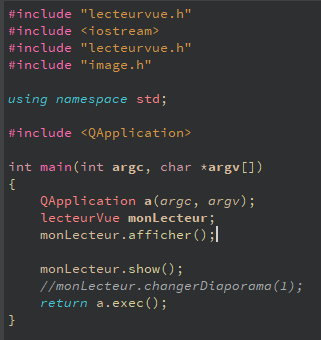 #include "lecteurvue.h"
#include <iostream>
#include "lecteurvue.h"
#include "image.h"
using namespace std;
#include <QApplication>
int main(int argc, char *argv[])
{
QApplication a(argc, argv);
lecteurVue monLecteur;
monLecteur.afficher();
monLecteur.show();
//monLecteur.changerDiaporama(1);
return a.exec();
}